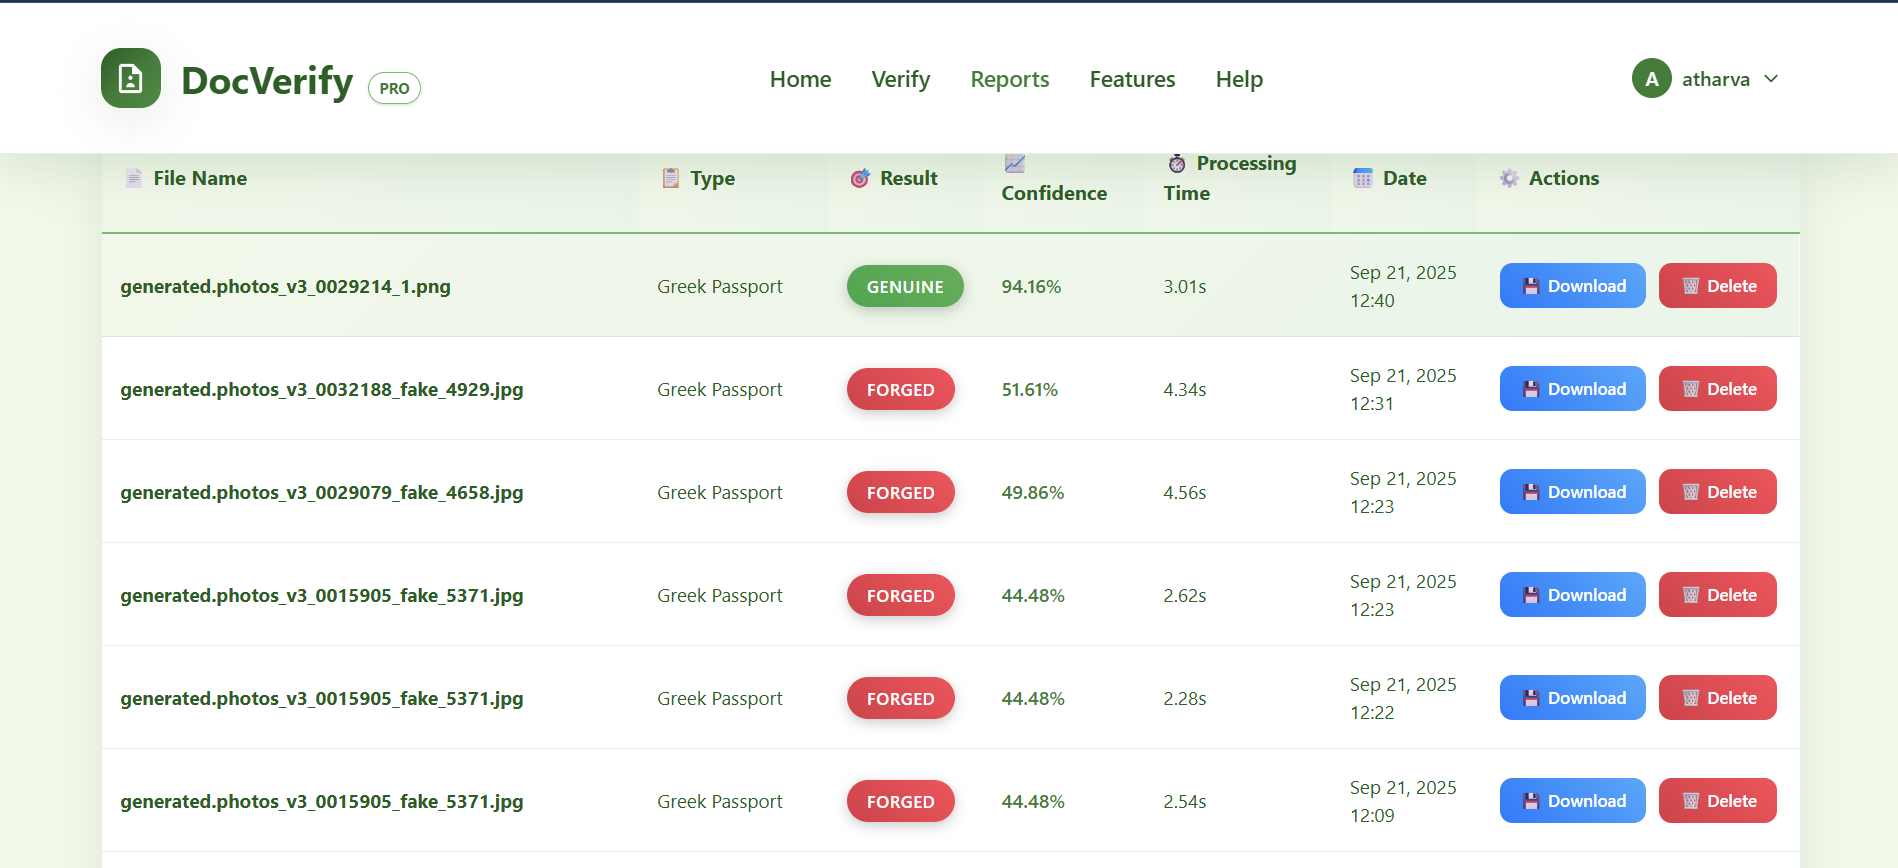 DocVerify PRO
Home Verify Reports Features Help
A atharva
File Name Type Result Confidence Processing Time Date Actions
generated.photos_v3_0029214_1.png Greek Passport GENUINE 94.16% 3.01s Sep 21, 2025 12:40 Download Delete
generated.photos_v3_0032188_fake_4929.jpg Greek Passport FORGED 51.61% 4.34s Sep 21, 2025 12:31 Download Delete
generated.photos_v3_0029079_fake_4658.jpg Greek Passport FORGED 49.86% 4.56s Sep 21, 2025 12:23 Download Delete
generated.photos_v3_0015905_fake_5371.jpg Greek Passport FORGED 44.48% 2.62s Sep 21, 2025 12:23 Download Delete
generated.photos_v3_0015905_fake_5371.jpg Greek Passport FORGED 44.48% 2.28s Sep 21, 2025 12:22 Download Delete
generated.photos_v3_0015905_fake_5371.jpg Greek Passport FORGED 44.48% 2.54s Sep 21, 2025 12:09 Download Delete